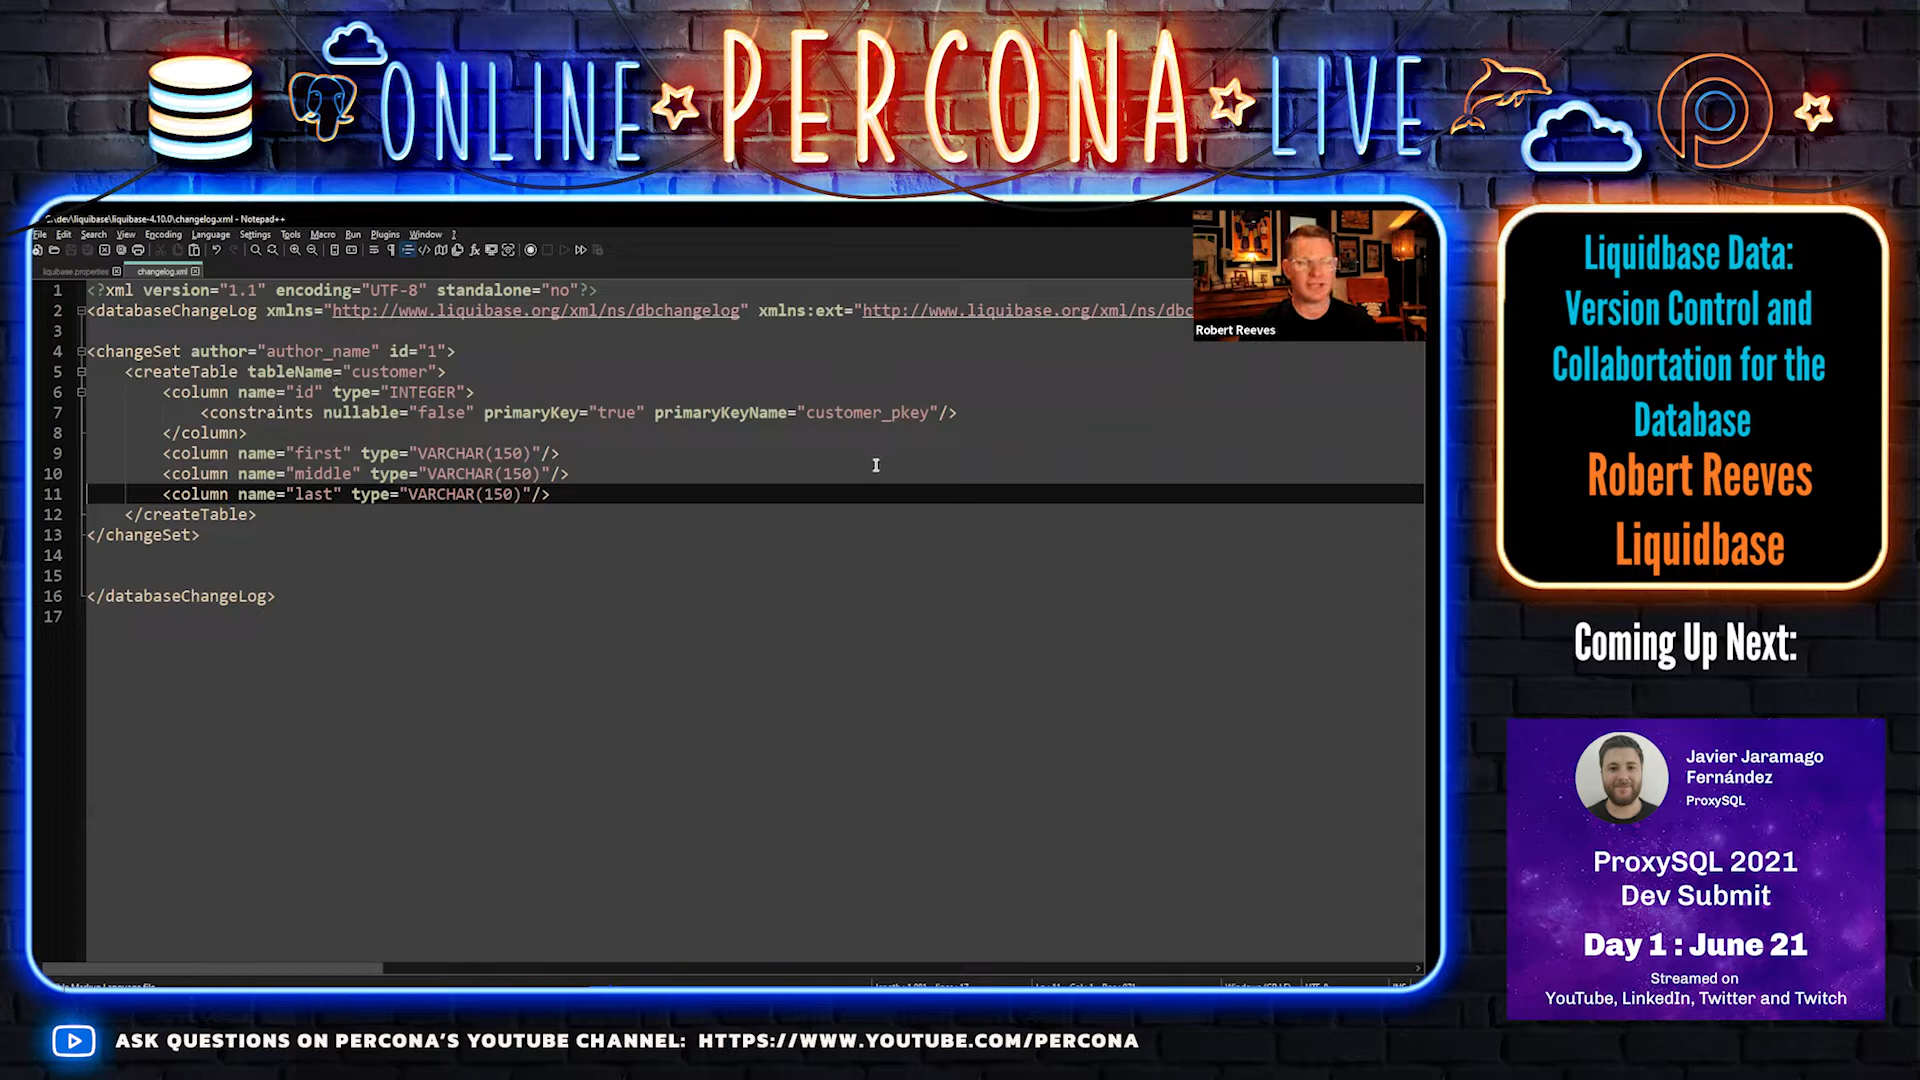 ONLINE PERCONA LIVE
C:\dev\liquibase\liquibase-4.10.0\changelog.xml - Notepad++
File Edit Search View Encoding Language Settings Tools Macro Run Plugins Window ?
liquibase.properties changelog.xml
1 <?xml version="1.1" encoding="UTF-8" standalone="no"?>
2 <databaseChangeLog xmlns="http://www.liquibase.org/xml/ns/dbchangelog" xmlns:ext="http://www.liquibase.org/xml/ns/dbc
3
4 <changeSet author="author_name" id="1">
5 <createTable tableName="customer">
6 <column name="id" type="INTEGER">
7 <constraints nullable="false" primaryKey="true" primaryKeyName="customer_pkey"/>
8 </column>
9 <column name="first" type="VARCHAR(150)"/>
10 <column name="middle" type="VARCHAR(150)"/>
11 <column name="last" type="VARCHAR(150)"/>
12 </createTable>
13 </changeSet>
14
15
16 </databaseChangeLog>
17
Robert Reeves
Liquidbase Data:
Version Control and
Collabortation for the
Database
Robert Reeves
Liquidbase
Coming Up Next:
Javier Jaramago
Fernández
ProxySQL
ProxySQL 2021
Dev Submit
Day 1 : June 21
Streamed on
YouTube, LinkedIn, Twitter and Twitch
ASK QUESTIONS ON PERCONA'S YOUTUBE CHANNEL: HTTPS://WWW.YOUTUBE.COM/PERCONA